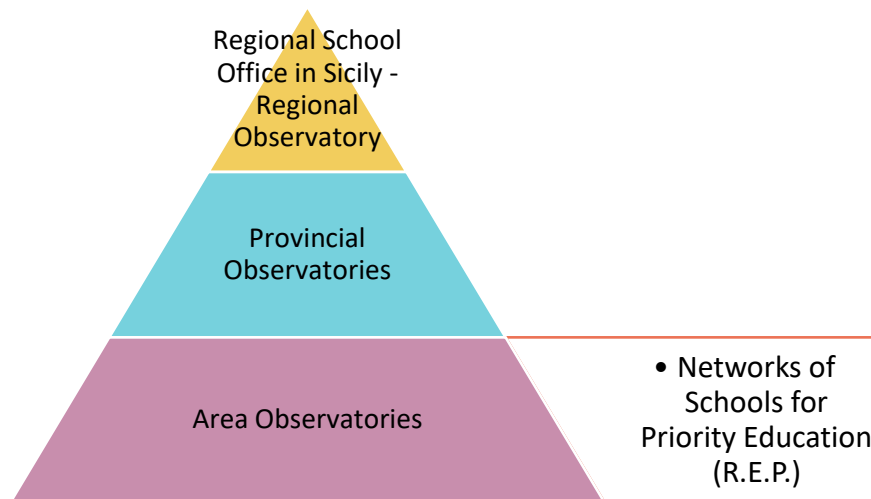 Regional School
Office in Sicily -
Regional
Observatory
Provincial
Observatories
Area Observatories
• Networks of
Schools for
Priority Education
(R.E.P.)